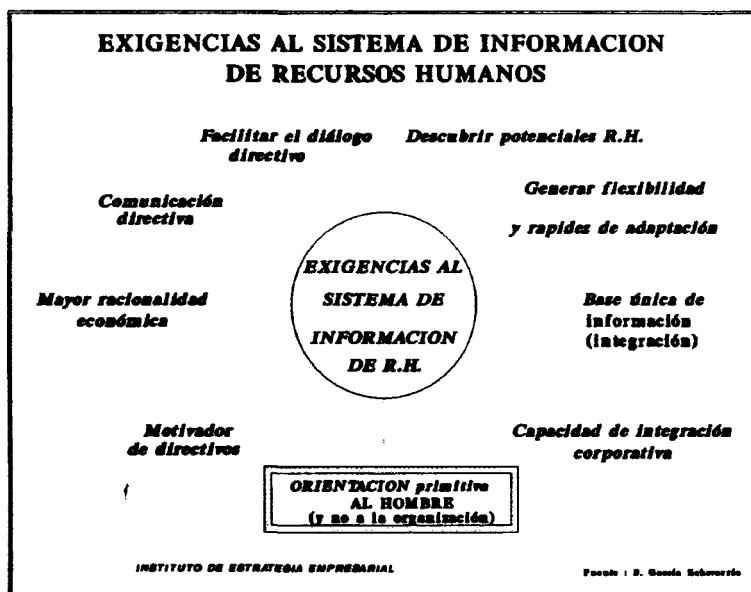 EXIGENCIAS AL SISTEMA DE INFORMACION
DE RECURSOS HUMANOS
Facilitar el diálogo
directivo
Descubrir potenciales R.H.
Comunicación
directiva
Generar flexibilidad
y rapidez de adaptación
EXIGENCIAS AL
SISTEMA DE
INFORMACION
DE R.H.
Mayor racionalidad
económica
Base única de
información
(integración)
Motivador
de directivos
Capacidad de integración
corporativa
ORIENTACION primitiva
AL HOMBRE
(y no a la organización)
INSTITUTO DE ESTRATEGIA EMPRESARIAL
Fuente : S. García Echevarría